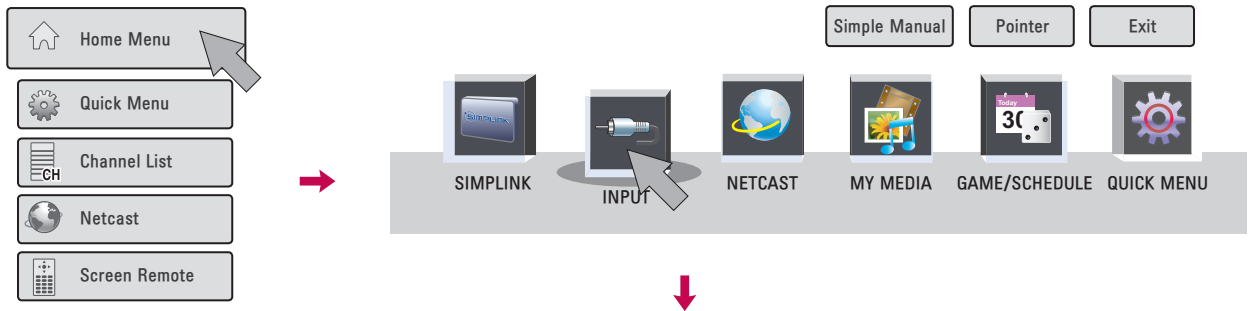 Home Menu
Quick Menu
CH
Channel List
Netcast
Screen Remote
Simple Manual
Pointer
Exit
SIMPLINK
Today
30
SIMPLINK
INPUT
NETCAST
MY MEDIA
GAME/SCHEDULE
QUICK MENU